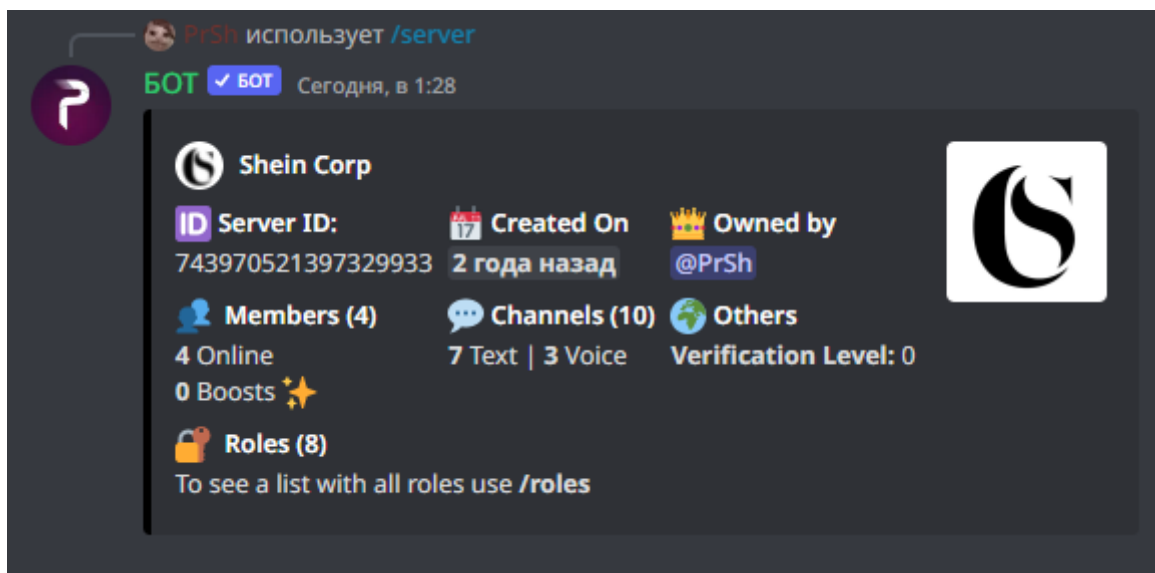 PrSh использует /server
БОТ ✓ БОТ Сегодня, в 1:28
Shein Corp
ID Server ID:
743970521397329933
Created On
2 года назад
Owned by
@PrSh
Members (4)
4 Online
0 Boosts
Channels (10)
7 Text | 3 Voice
Others
Verification Level: 0
Roles (8)
To see a list with all roles use /roles